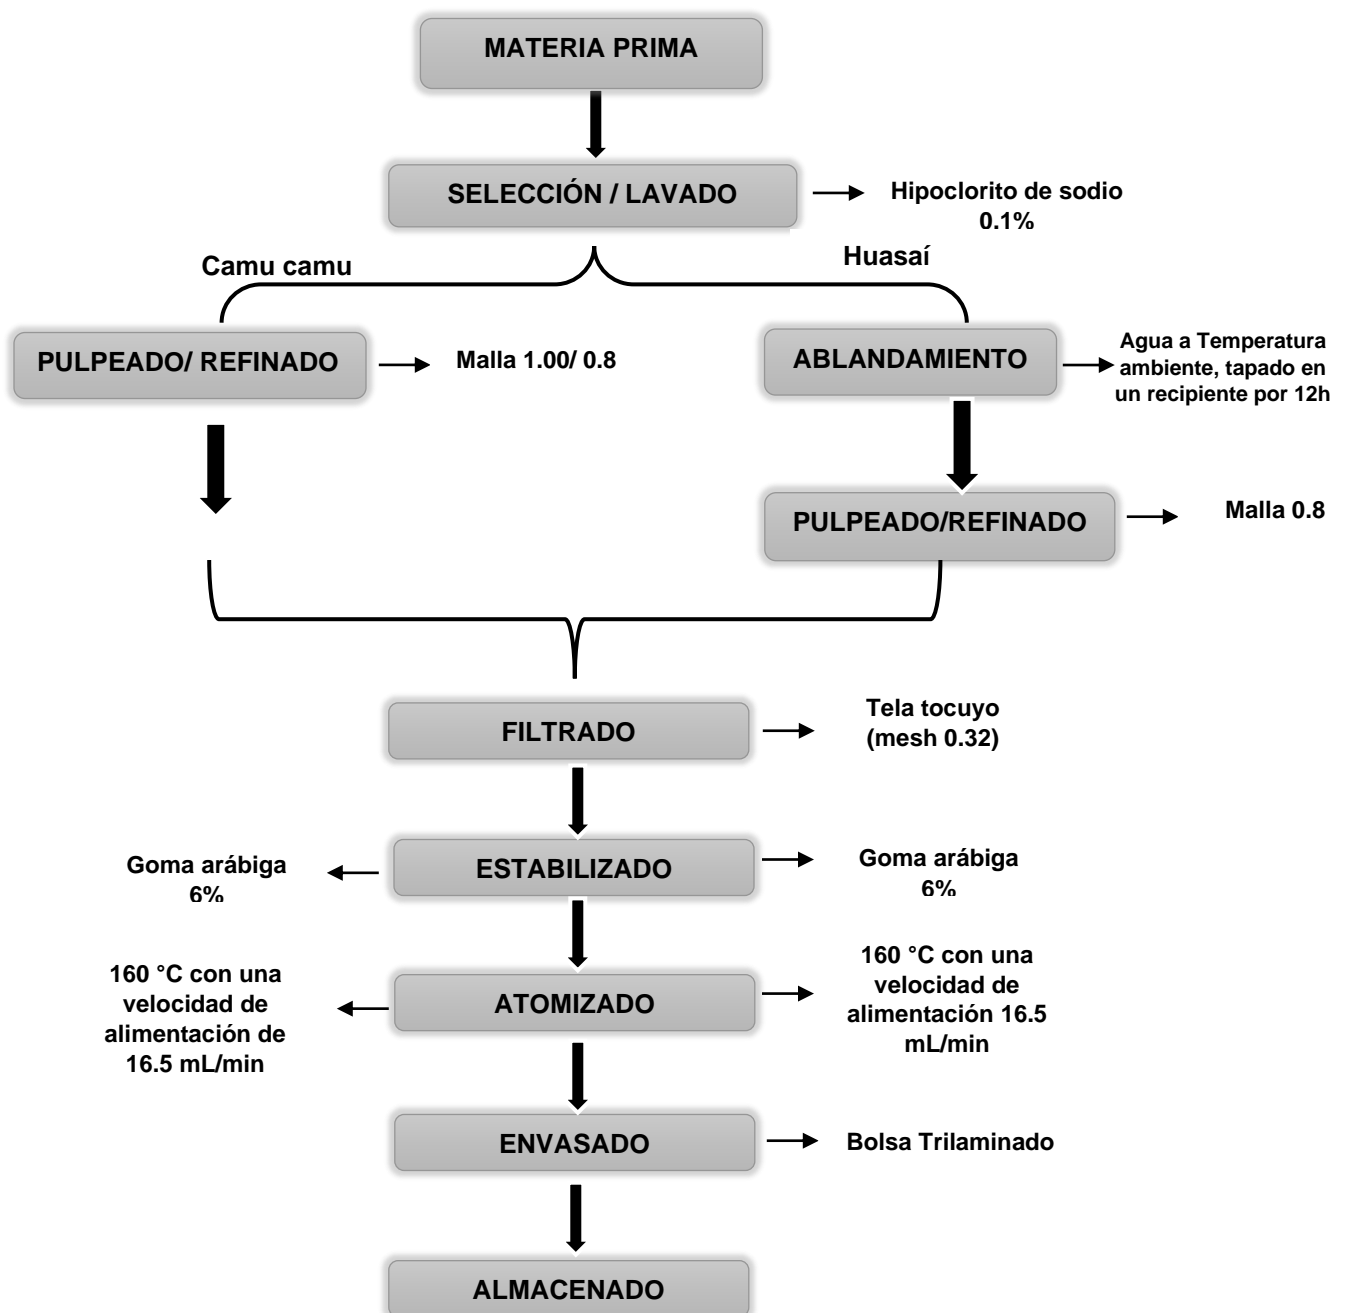 MATERIA PRIMA
SELECCIÓN / LAVADO
Hipoclorito de sodio
0.1%
Camu camu
Huasaí
PULPEADO/ REFINADO
Malla 1.00/ 0.8
ABLANDAMIENTO
Agua a Temperatura
ambiente, tapado en
un recipiente por 12h
PULPEADO/REFINADO
Malla 0.8
FILTRADO
Tela tocuyo
(mesh 0.32)
Goma arábiga
6%
ESTABILIZADO
Goma arábiga
6%
160 °C con una
velocidad de
alimentación de
16.5 mL/min
ATOMIZADO
160 °C con una
velocidad de
alimentación 16.5
mL/min
ENVASADO
Bolsa Trilaminado
ALMACENADO